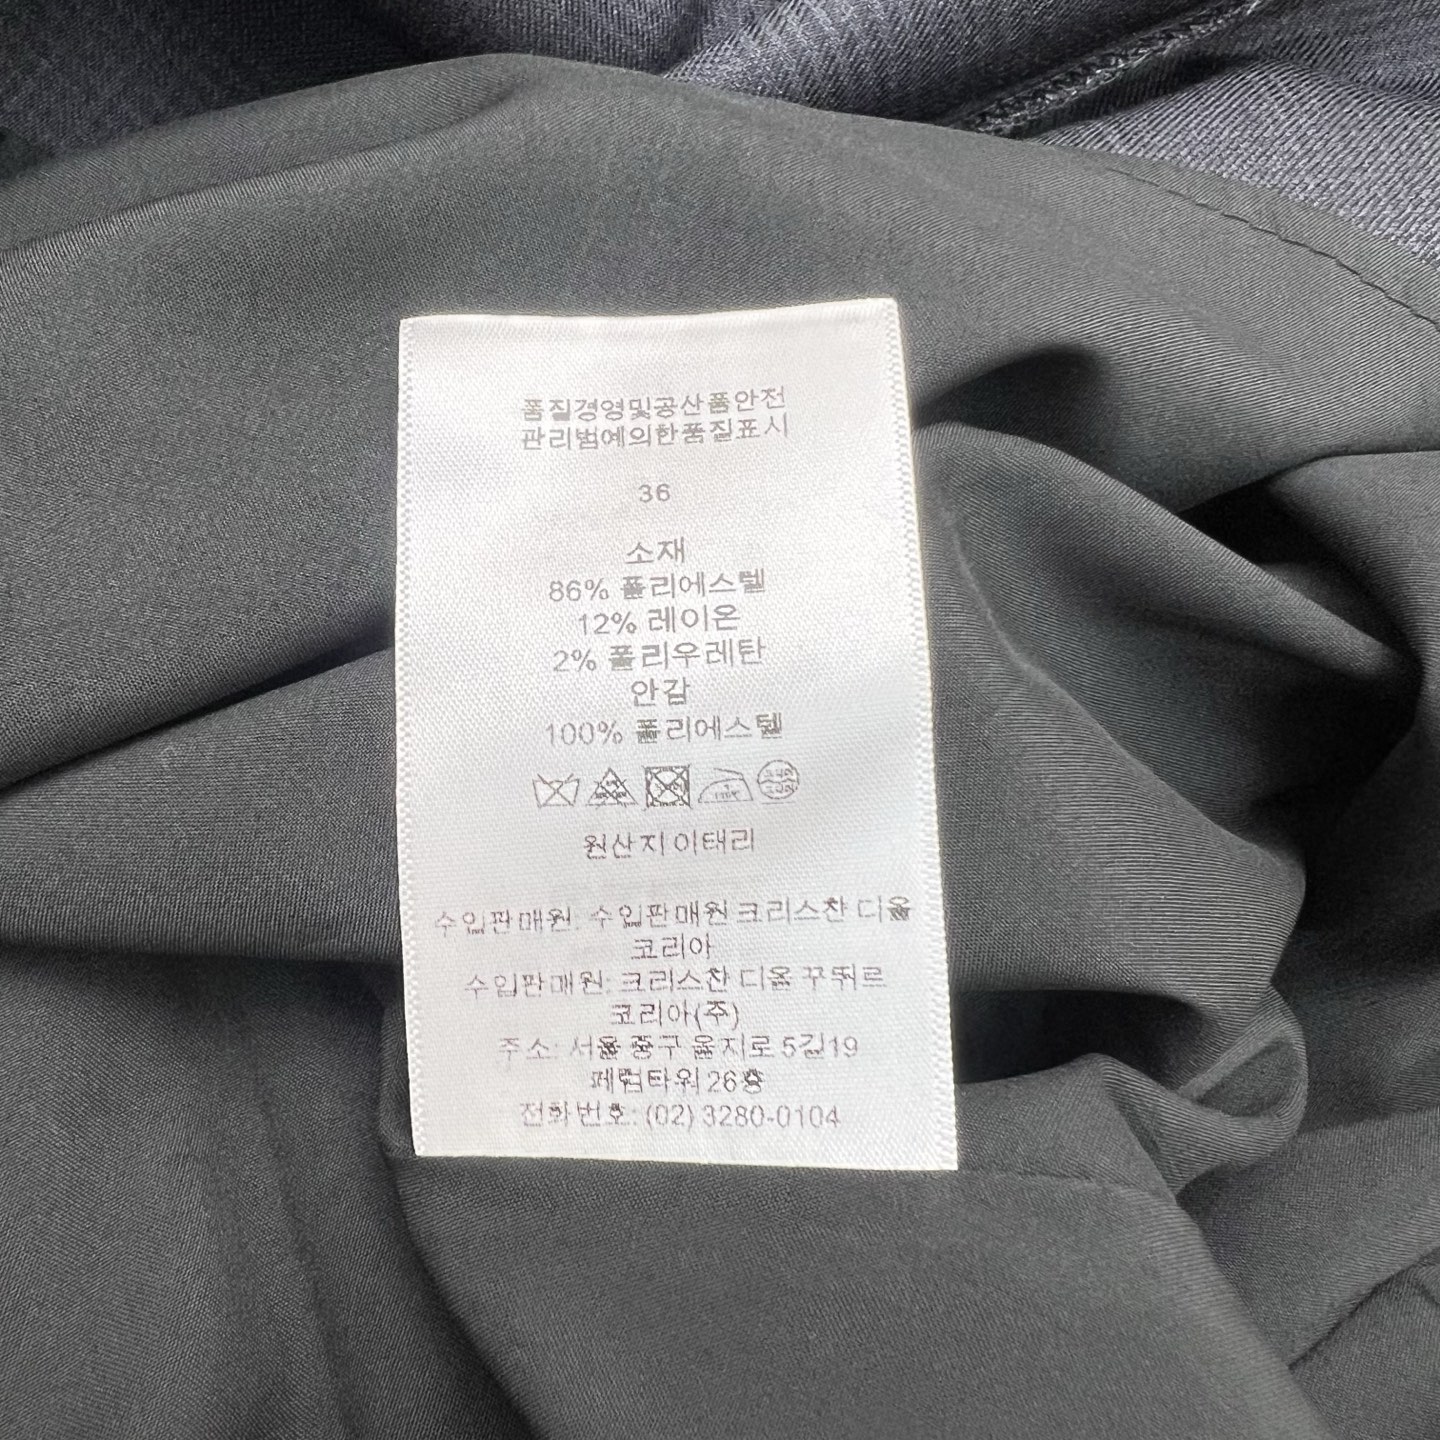 품질경영및공산품안전
관리법에의한품질표시
36
소재
86% 폴리에스텔
12% 레이온
2% 폴리우레탄
안감
100% 폴리에스텔
원산지 이태리
수입판매원: 수입판매원 크리스찬 디올
코리아
수입판매원: 크리스찬 디올 꾸뛰르
코리아(주)
주소: 서울 중구 을지로 5길19
페럼타워 26층
전화번호: (02) 3280-0104